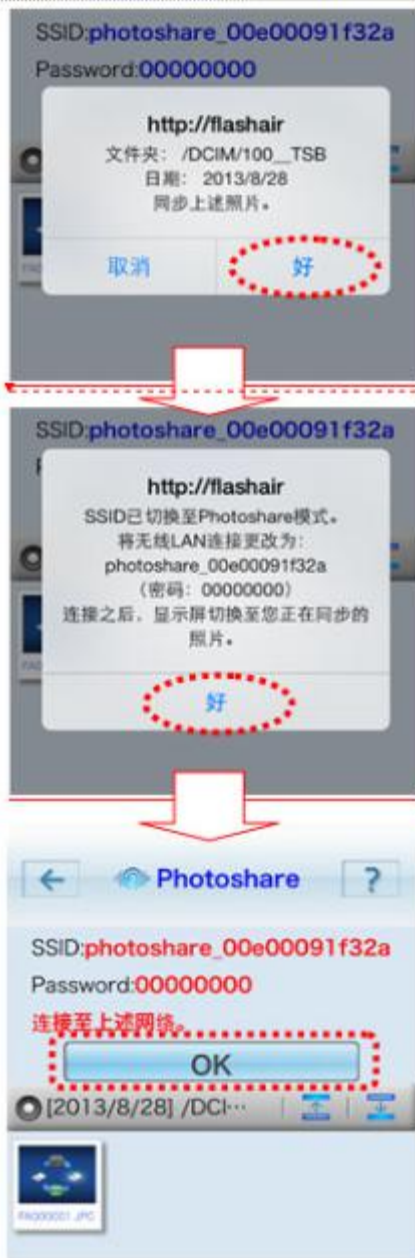 SSID:photoshare_00e00091f32a
Password:00000000
http://flashair
文件夹： /DCIM/100__TSB
日期： 2013/8/28
同步上述照片。
取消
好
SSID:photoshare_00e00091f32a
http://flashair
SSID已切换至Photoshare模式。
将无线LAN连接更改为：
photoshare_00e00091f32a
（密码：00000000）
连接之后，显示屏切换至您正在同步的
照片。
好
Photoshare
?
SSID:photoshare_00e00091f32a
Password:00000000
连接至上述网络。
OK
[2013/8/28] /DCI…